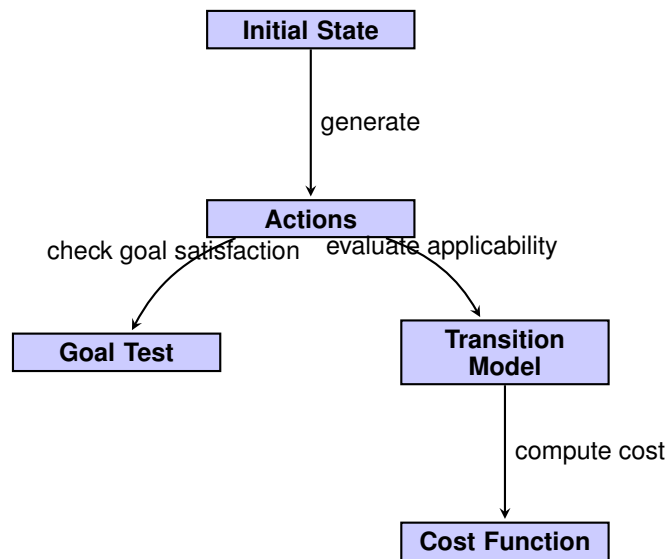 Initial State
generate
Actions
check goal satisfaction
evaluate applicability
Goal Test
Transition
Model
compute cost
Cost Function